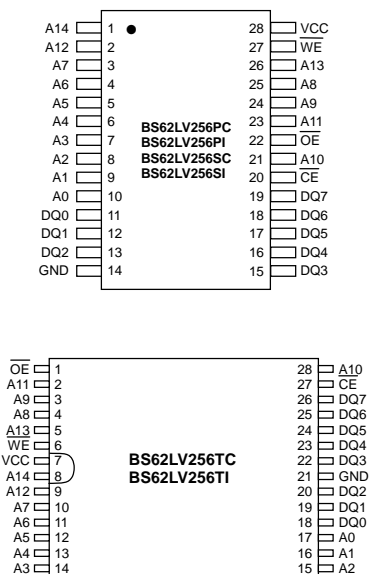 A14 1 28 VCC
A12 2 27 WE
A7 3 26 A13
A6 4 25 A8
A5 5 24 A9
A4 6 23 A11
A3 7 22 OE
A2 8 21 A10
A1 9 20 CE
A0 10 19 DQ7
DQ0 11 18 DQ6
DQ1 12 17 DQ5
DQ2 13 16 DQ4
GND 14 15 DQ3
BS62LV256PC
BS62LV256PI
BS62LV256SC
BS62LV256SI
OE 1 28 A10
A11 2 27 CE
A9 3 26 DQ7
A8 4 25 DQ6
A13 5 24 DQ5
WE 6 23 DQ4
VCC 7 22 DQ3
A14 8 21 GND
A12 9 20 DQ2
A7 10 19 DQ1
A6 11 18 DQ0
A5 12 17 A0
A4 13 16 A1
A3 14 15 A2
BS62LV256TC
BS62LV256TI